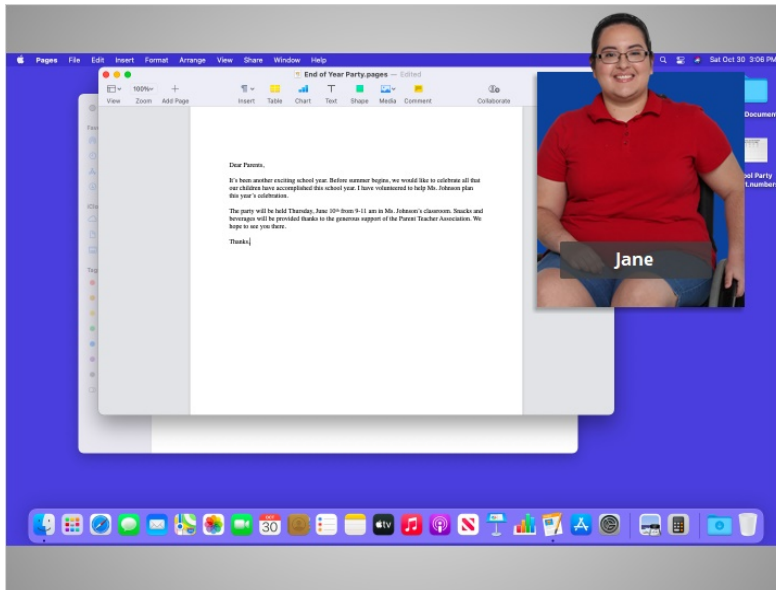 Pages File Edit Insert Format Arrange View Share Window Help
Sat Oct 30 3:06 PM
End of Year Party.pages — Edited
100%
View Zoom Add Page Insert Table Chart Text Shape Media Comment Collaborate
Dear Parents,
It's been another exciting school year. Before summer begins, we would like to celebrate all that
our children have accomplished this school year. I have volunteered to help Ms. Johnson plan
this year's celebration.
The party will be held Thursday, June 10th from 9-11 am in Ms. Johnson's classroom. Snacks and
beverages will be provided thanks to the generous support of the Parent Teacher Association. We
hope to see you there.
Thanks,
Jane
OCT
30
tv